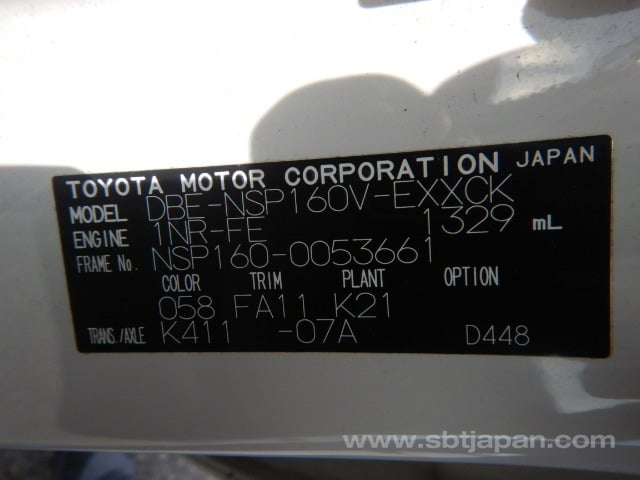 TOYOTA MOTOR CORPORATION JAPAN
MODEL DBE-NSP160V-EXXCK
ENGINE 1NR-FE 1329 mL
FRAME No. NSP160-0053661
COLOR TRIM PLANT OPTION
058 FA11 K21
TRANS./AXLE K411 -07A D448
www.sbtjapan.com